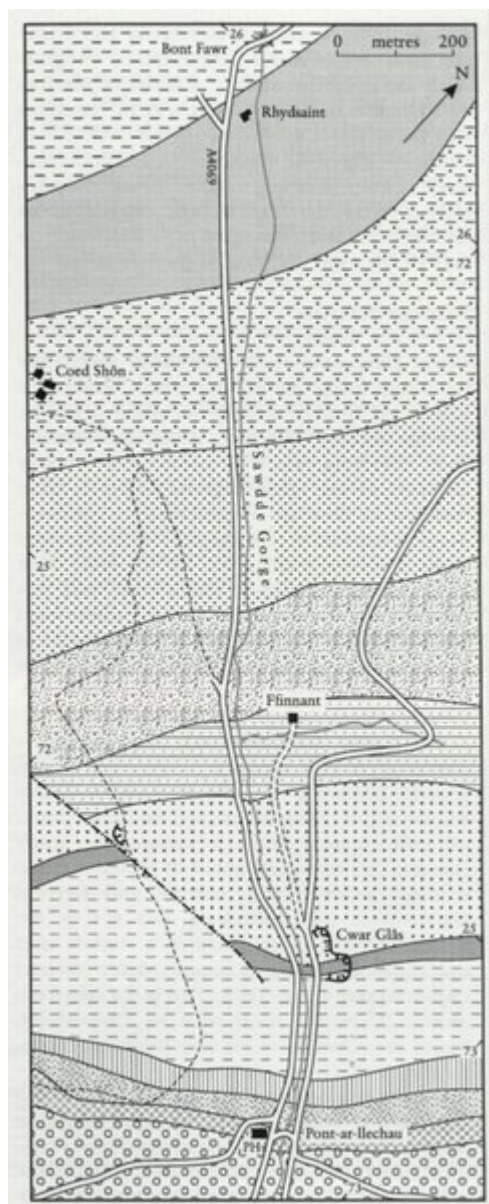 26
Bont Fawr
0 metres 200
N
Rhydsaint
A4069
26
72
Coed Shôn
Sawdde Gorge
25
Ffinnant
72
Cwar Glâs
25
73
Pont-ar-llechau
PH
73